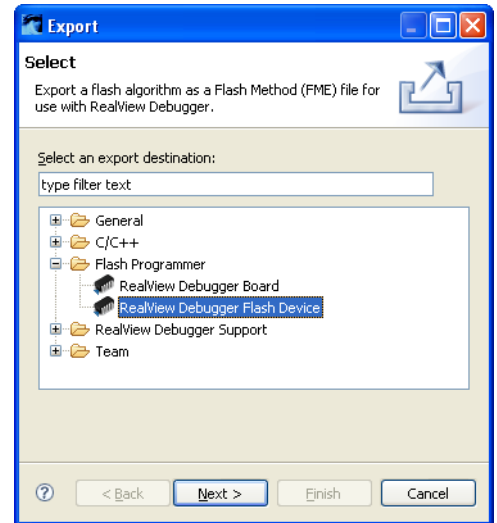 Export
Select
Export a flash algorithm as a Flash Method (FME) file for
use with RealView Debugger.
Select an export destination:
type filter text
General
C/C++
Flash Programmer
RealView Debugger Board
RealView Debugger Flash Device
RealView Debugger Support
Team
? < Back Next > Finish Cancel